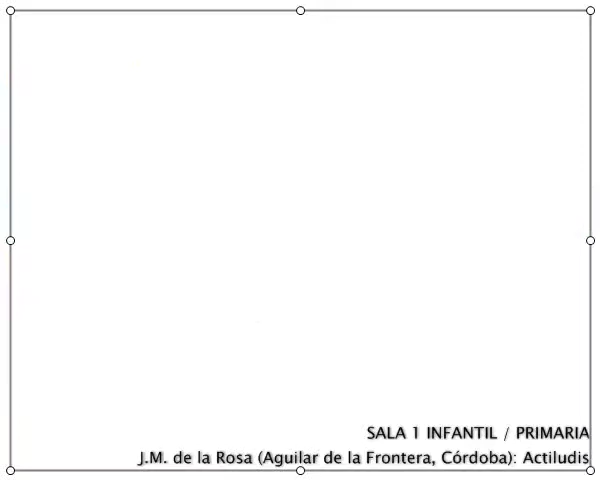 SALA 1 INFANTIL / PRIMARIA
J.M. de la Rosa (Aguilar de la Frontera, Córdoba): Actiludis